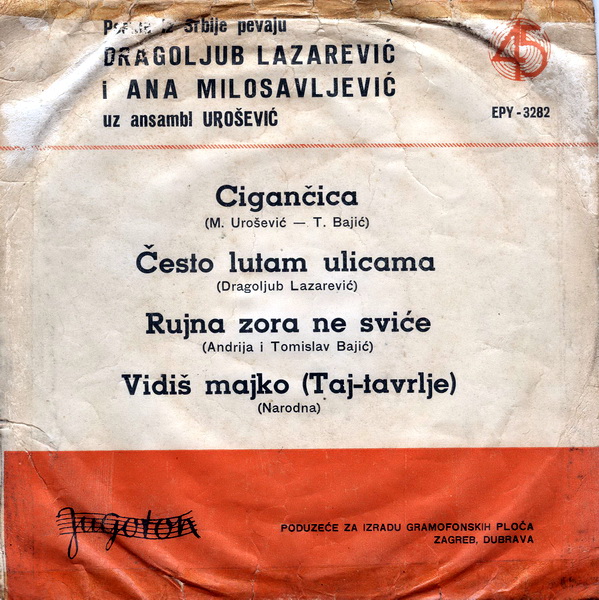 Pesme iz Srbije pevaju
DRAGOLJUB LAZAREVIĆ
i ANA MILOSAVLJEVIĆ
uz ansambl UROŠEVIĆ
45
EPY - 3282
Cigančica
(M. Urošević — T. Bajić)
Često lutam ulicama
(Dragoljub Lazarević)
Rujna zora ne sviće
(Andrija i Tomislav Bajić)
Vidiš majko (Taj-tavrlje)
(Narodna)
Jugoton
PODUZEĆE ZA IZRADU GRAMOFONSKIH PLOČA
ZAGREB, DUBRAVA